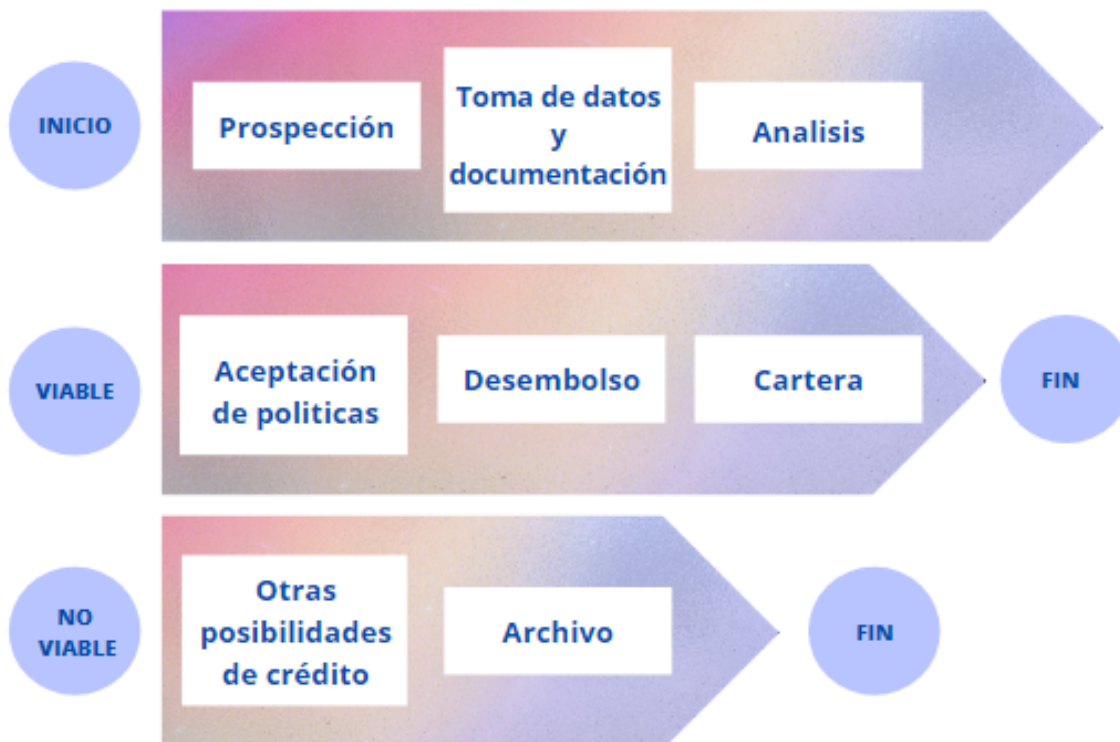 INICIO
Prospección
Toma de datos
y
documentación
Analisis
VIABLE
Aceptación
de politicas
Desembolso
Cartera
FIN
NO
VIABLE
Otras
posibilidades
de crédito
Archivo
FIN